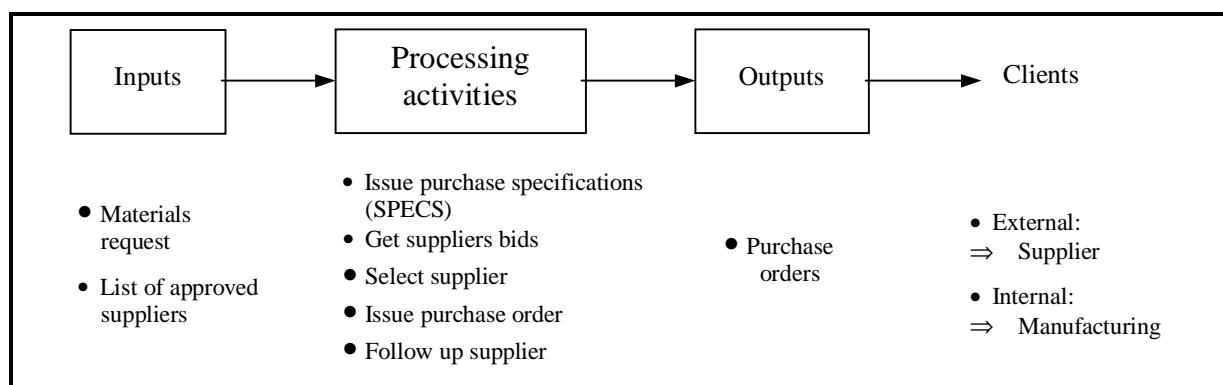 Inputs
Processing
activities
Outputs
Clients
• Materials
request
• List of approved
suppliers
• Issue purchase specifications
(SPECS)
• Get suppliers bids
• Select supplier
• Issue purchase order
• Follow up supplier
• Purchase
orders
• External:
⇒ Supplier
• Internal:
⇒ Manufacturing